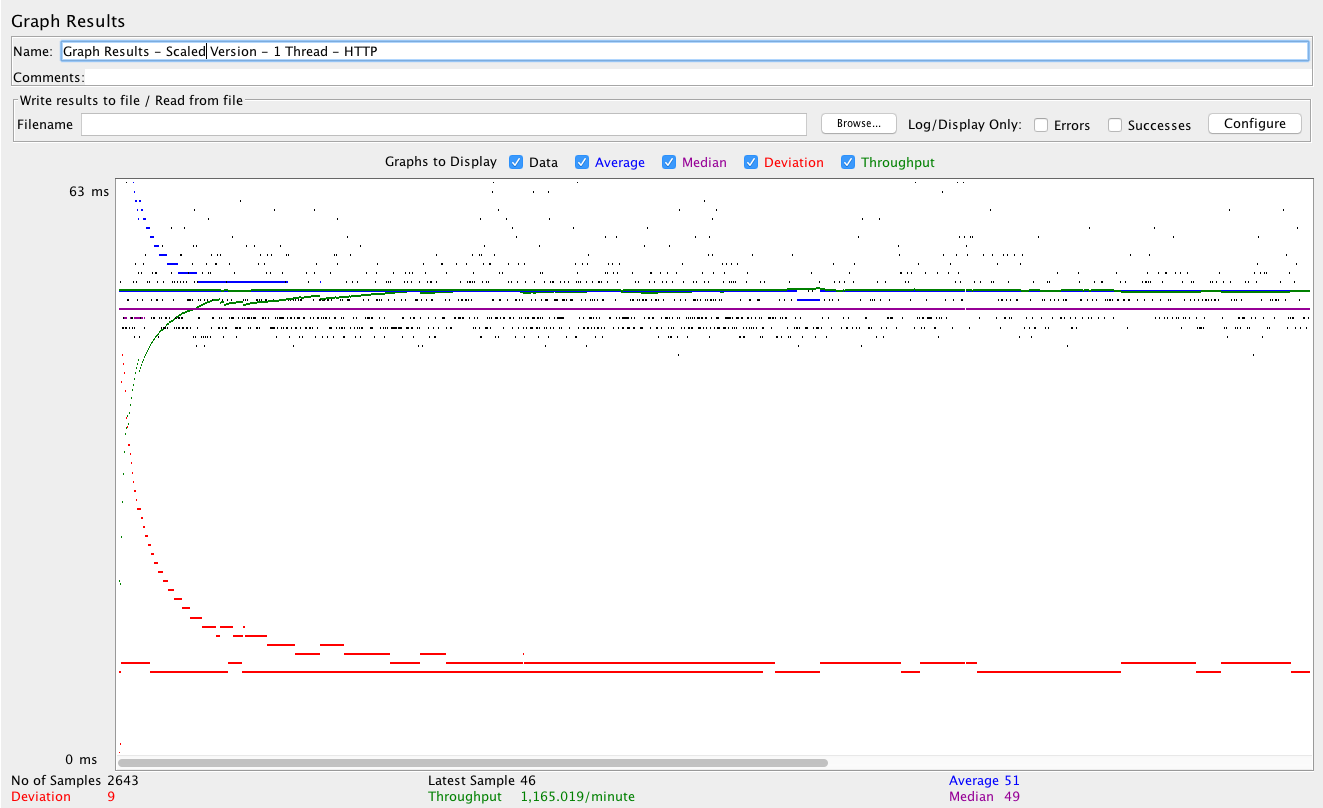 Graph Results
Name: Graph Results – Scaled Version – 1 Thread – HTTP
Comments:
Write results to file / Read from file
Filename Browse... Log/Display Only: Errors Successes Configure
Graphs to Display Data Average Median Deviation Throughput
63 ms
0 ms
No of Samples 2643 Latest Sample 46 Average 51
Deviation 9 Throughput 1,165.019/minute Median 49